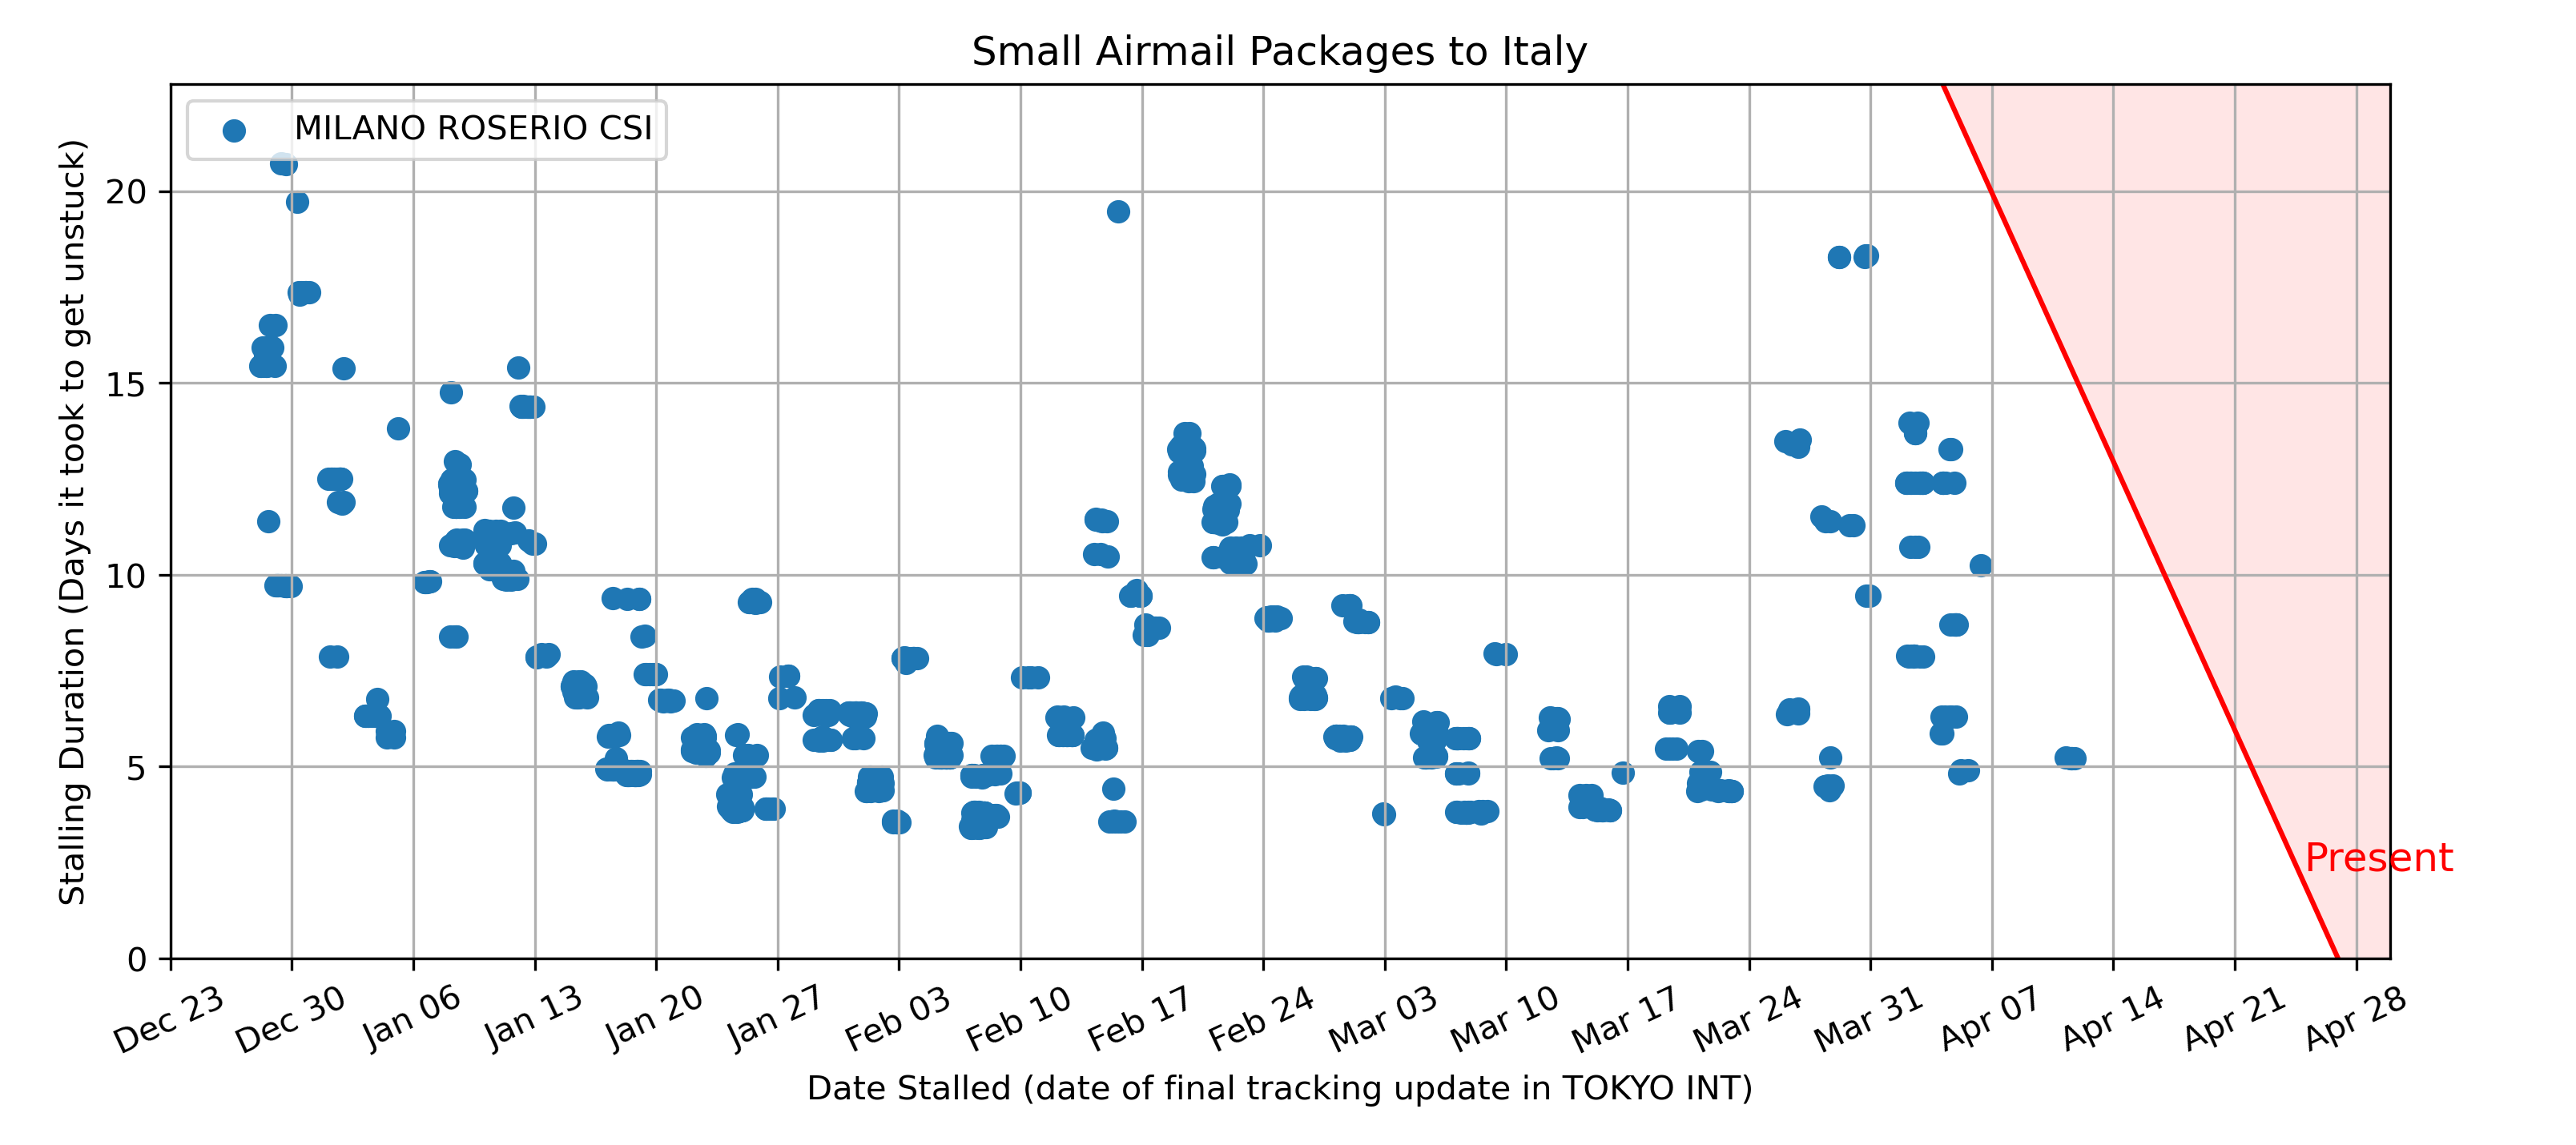 Small Airmail Packages to Italy
MILANO ROSERIO CSI
Stalling Duration (Days it took to get unstuck)
20
15
10
5
0
Present
Dec 23
Dec 30
Jan 06
Jan 13
Jan 20
Jan 27
Feb 03
Feb 10
Feb 17
Feb 24
Mar 03
Mar 10
Mar 17
Mar 24
Mar 31
Apr 07
Apr 14
Apr 21
Apr 28
Date Stalled (date of final tracking update in TOKYO INT)